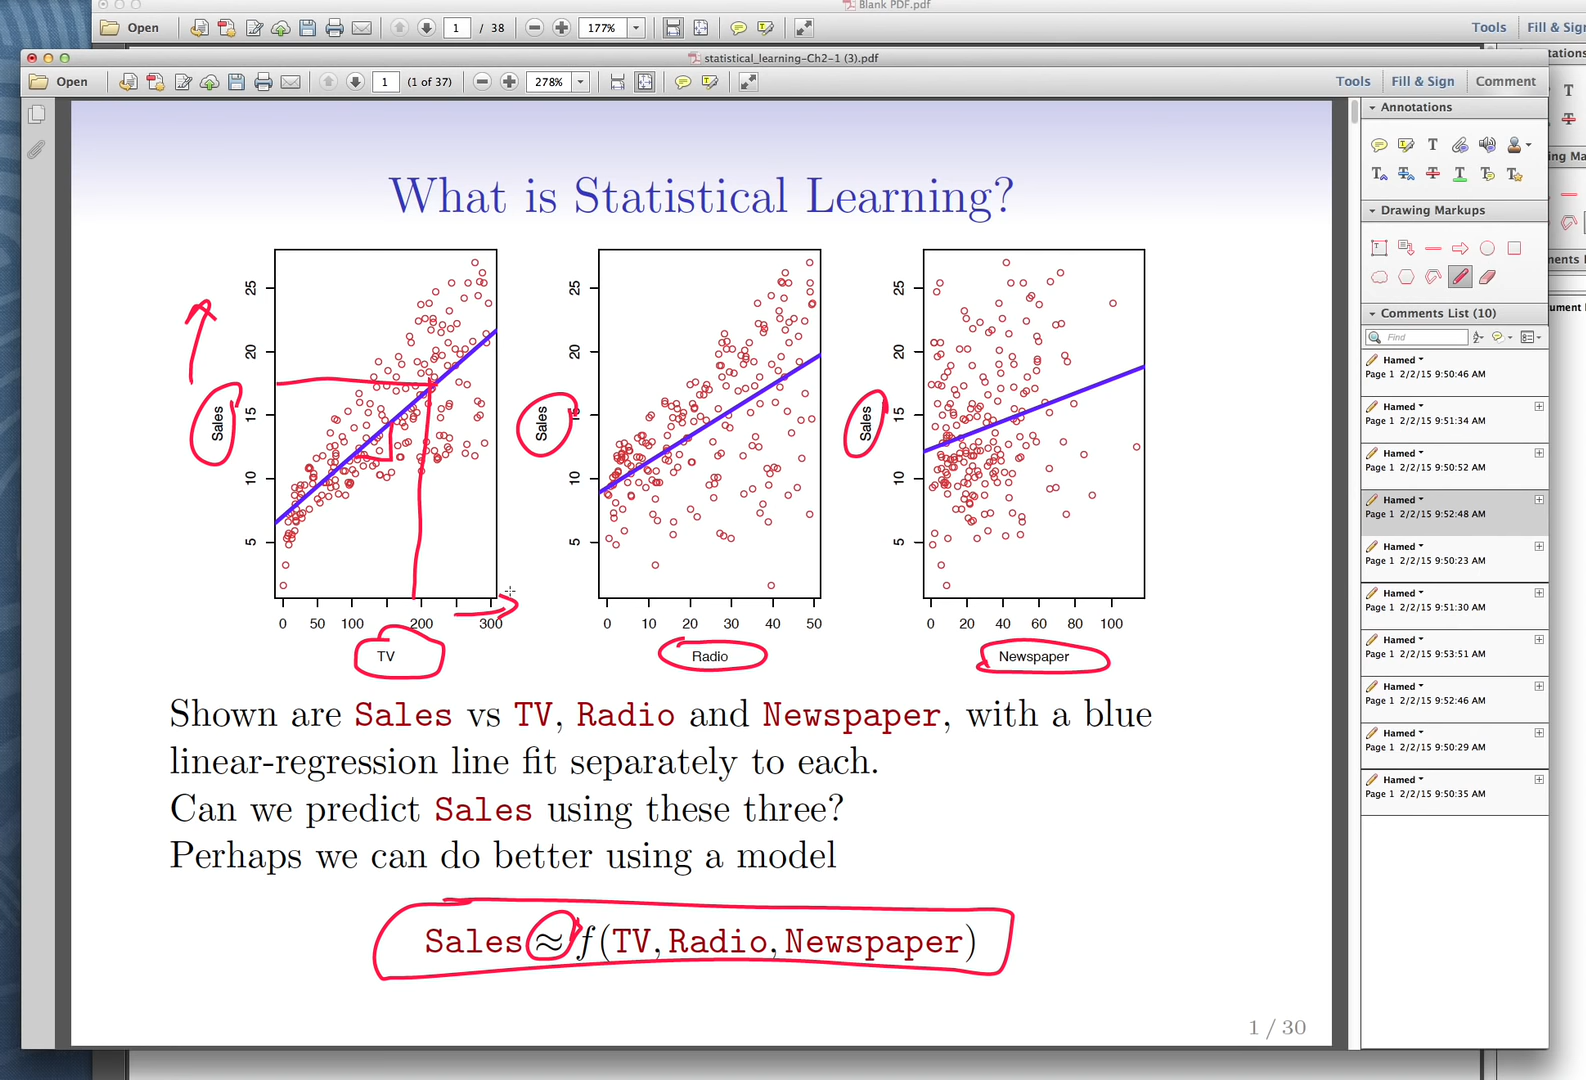 Blank PDF.pdf
Open 1 / 38 177% Tools Fill & Sign
statistical_learning-Ch2-1 (3).pdf
Open 1 (1 of 37) 278% Tools Fill & Sign Comment
What is Statistical Learning?
Sales 5 10 15 20 25
0 50 100 200 300
TV
Sales 5 10 15 20 25
0 10 20 30 40 50
Radio
Sales 5 10 15 20 25
0 20 40 60 80 100
Newspaper
Shown are Sales vs TV, Radio and Newspaper, with a blue
linear-regression line fit separately to each.
Can we predict Sales using these three?
Perhaps we can do better using a model
Sales ≈ f(TV, Radio, Newspaper)
1 / 30
Annotations
Drawing Markups
Comments List (10)
Find
Hamed
Page 1 2/2/15 9:50:46 AM
Hamed
Page 1 2/2/15 9:51:34 AM
Hamed
Page 1 2/2/15 9:50:52 AM
Hamed
Page 1 2/2/15 9:52:48 AM
Hamed
Page 1 2/2/15 9:50:23 AM
Hamed
Page 1 2/2/15 9:51:30 AM
Hamed
Page 1 2/2/15 9:53:51 AM
Hamed
Page 1 2/2/15 9:52:46 AM
Hamed
Page 1 2/2/15 9:50:29 AM
Hamed
Page 1 2/2/15 9:50:35 AM